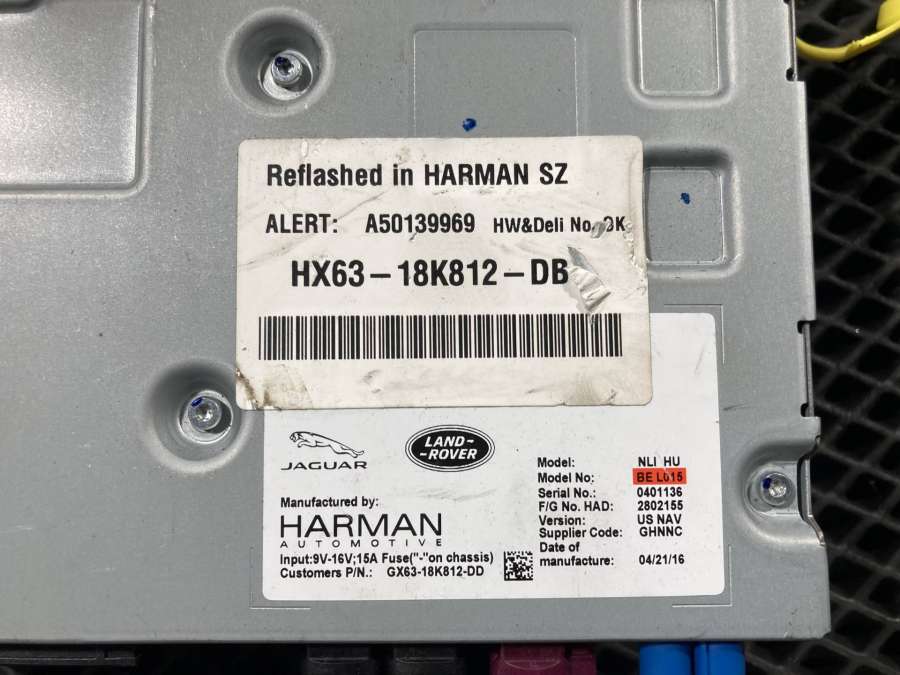 Reflashed in HARMAN SZ
ALERT: A50139969 HW&Deli No.
HX63-18K812-DB
JAGUAR
LAND-
ROVER
Manufactured by:
HARMAN
AUTOMOTIVE
Input:9V-16V;15A Fuse("-"on chassis)
Customers P/N.: GX63-18K812-DD
Model: NLI HU
Model No: BE L015
Serial No.: 0401136
F/G No. HAD: 2802155
Version: US NAV
Supplier Code: GHNNC
Date of
manufacture: 04/21/16